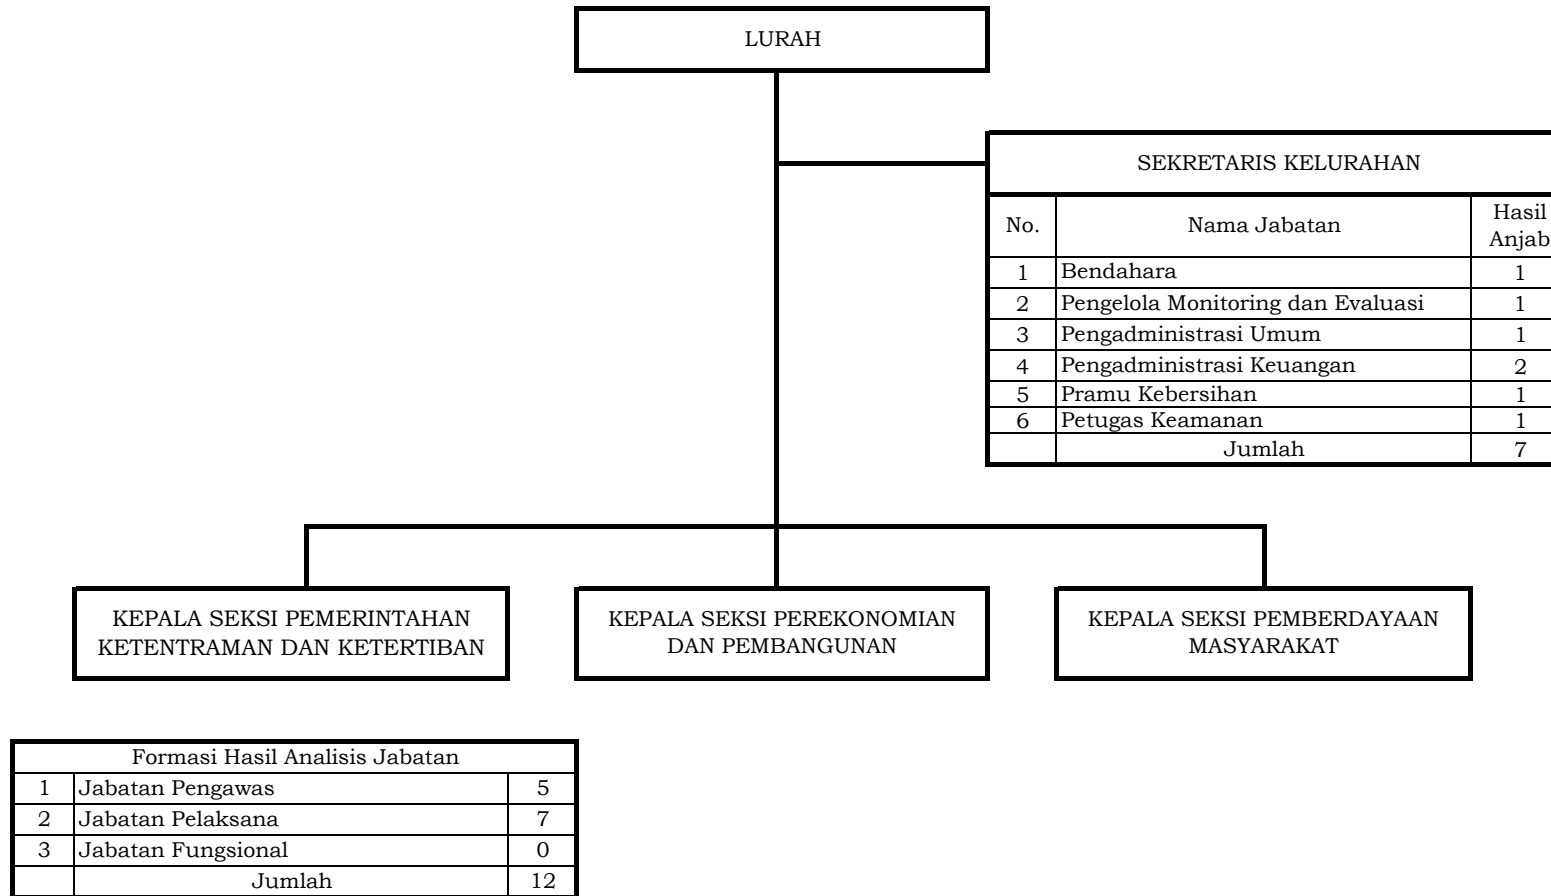 LURAH
SEKRETARIS KELURAHAN
No. Nama Jabatan Hasil Anjab
1 Bendahara 1
2 Pengelola Monitoring dan Evaluasi 1
3 Pengadministrasi Umum 1
4 Pengadministrasi Keuangan 2
5 Pramu Kebersihan 1
6 Petugas Keamanan 1
Jumlah 7
KEPALA SEKSI PEMERINTAHAN
KETENTRAMAN DAN KETERTIBAN
KEPALA SEKSI PEREKONOMIAN
DAN PEMBANGUNAN
KEPALA SEKSI PEMBERDAYAAN
MASYARAKAT
Formasi Hasil Analisis Jabatan
1 Jabatan Pengawas 5
2 Jabatan Pelaksana 7
3 Jabatan Fungsional 0
Jumlah 12